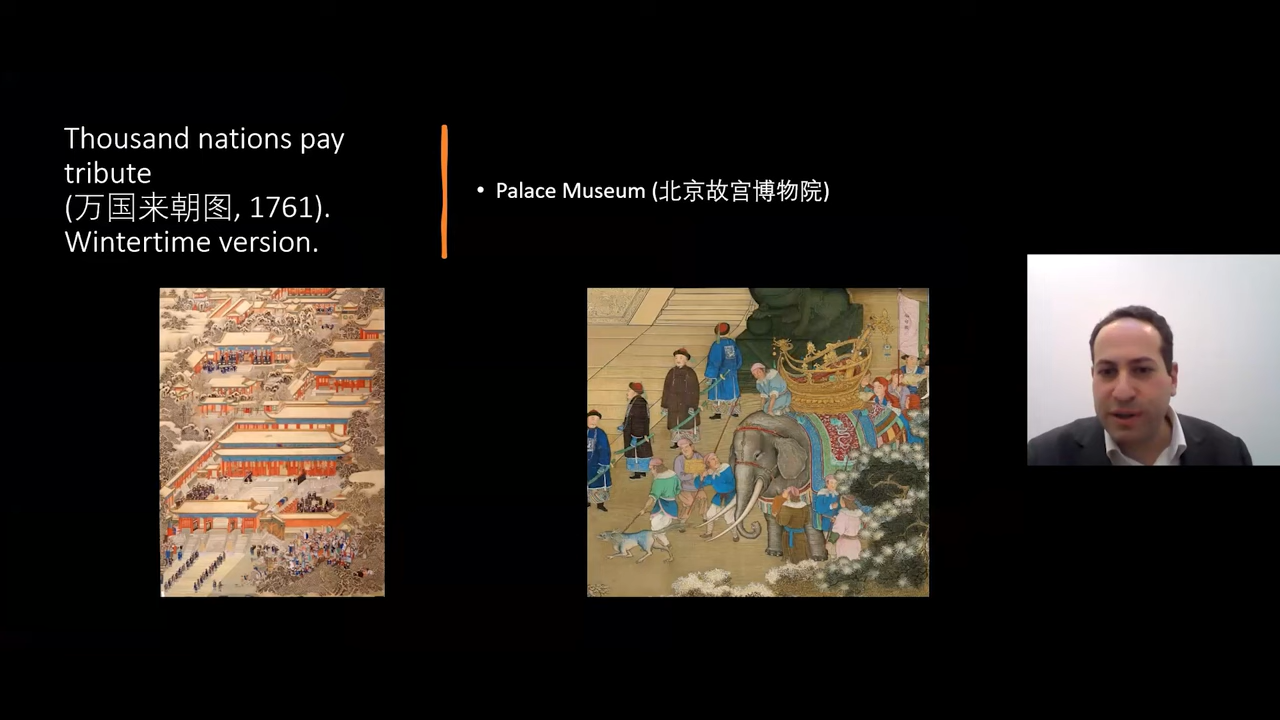 Thousand nations pay
tribute
(万国来朝图, 1761).
Wintertime version.
• Palace Museum (北京故宫博物院)